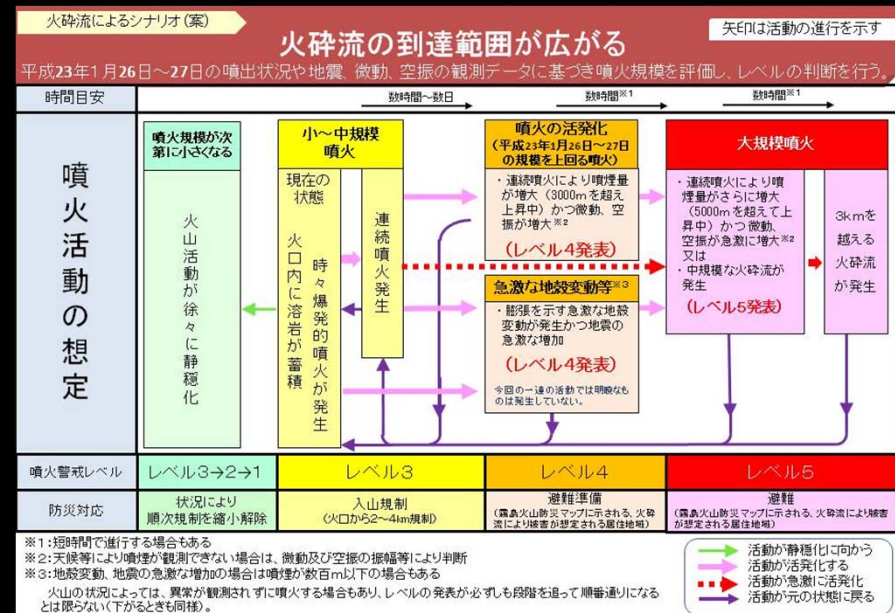 火砕流によるシナリオ(案)
火砕流の到達範囲が広がる
矢印は活動の進行を示す
平成23年1月26日~27日の噴出状況や地震、微動、空振の観測データに基づき噴火規模を評価し、レベルの判断を行う。
時間目安
数時間~数日
数時間※1
数時間※1
噴火活動の想定
噴火規模が次
第に小さくなる
火山活動が徐々に静穏化
小~中規模
噴火
現在の
状態
火口内に溶岩が蓄積
時々爆発的噴火が発生
連続噴火発生
噴火の活発化
(平成23年1月26日~27日
の規模を上回る噴火)
・連続噴火により噴煙量
が増大(3000mを超え
上昇中)かつ微動、空
振が増大※2
(レベル4発表)
急激な地殻変動等※3
・膨張を示す急激な地殻
変動が発生かつ地震の
急激な増加
(レベル4発表)
今回の一連の活動では明瞭なも
のは発生していない。
大規模噴火
・連続噴火により噴
煙量がさらに増大
(5000mを超えて上
昇中)かつ微動、
空振が急激に増大※2
又は
・中規模な火砕流が
発生
(レベル5発表)
3kmを
越える
火砕流
が発生
噴火警戒レベル
レベル3→2→1
レベル3
レベル4
レベル5
防災対応
状況により
順次規制を縮小解除
入山規制
(火口から2~4km規制)
避難準備
(霧島火山防災マップに示される、火砕
流により被害が想定される居住地域)
避難
(霧島火山防災マップに示される、火砕流により被害
が想定される居住地域)
※1:短時間で進行する場合もある
※2:天候等により噴煙が観測できない場合は、微動及び空振の振幅等により判断
※3:地殻変動、地震の急激な増加の場合は噴煙が数百m以下の場合もある
火山の状況によっては、異常が観測されずに噴火する場合もあり、レベルの発表が必ずしも段階を追って順番通りになる
とは限らない(下がるときも同様)。
活動が静穏化に向かう
活動が活発化する
活動が急激に活発化
活動が元の状態に戻る